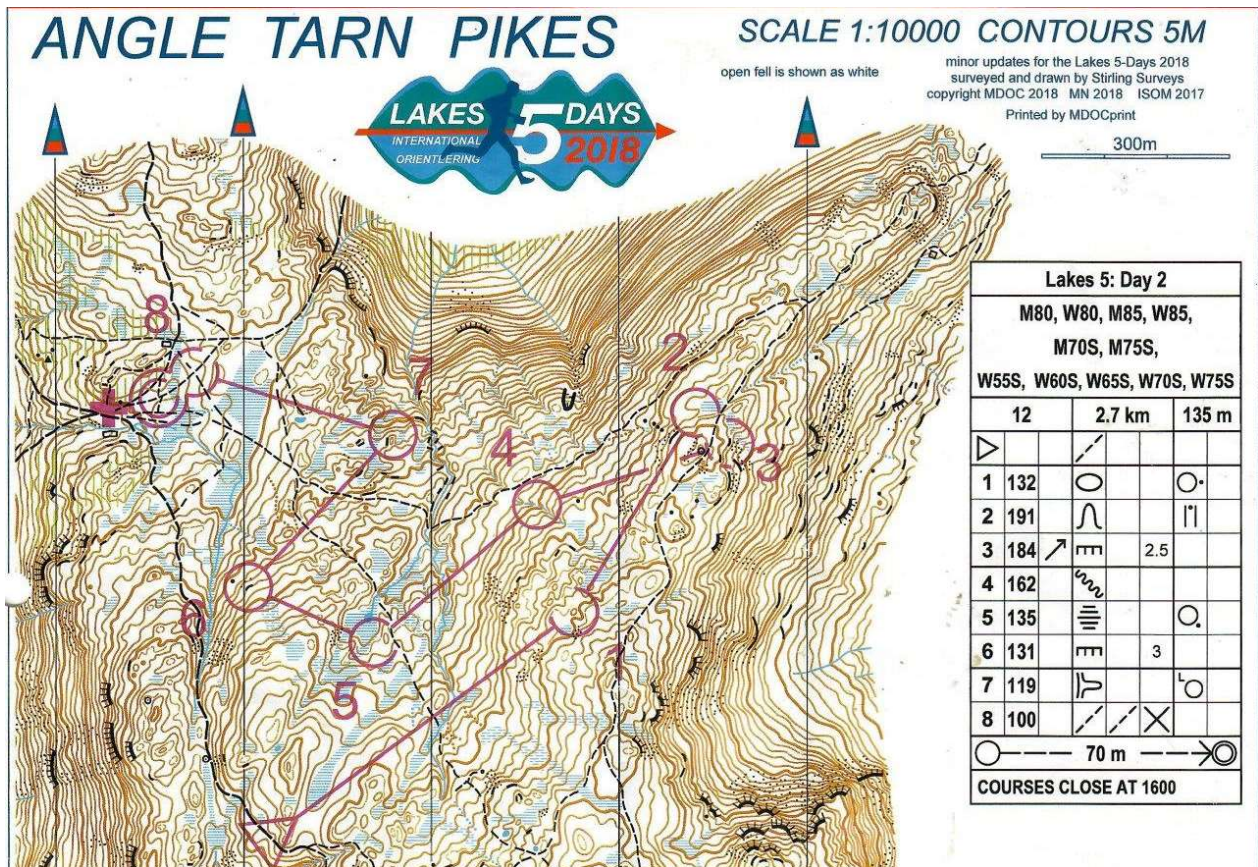 ANGLE TARN PIKES
SCALE 1:10000 CONTOURS 5M
open fell is shown as white
minor updates for the Lakes 5-Days 2018
surveyed and drawn by Stirling Surveys
copyright MDOC 2018 MN 2018 ISOM 2017
Printed by MDOCprint
300m
LAKES 5 DAYS
INTERNATIONAL
ORIENTEERING
2018
8
7
2
4
3
6
5
1
Lakes 5: Day 2
M80, W80, M85, W85,
M70S, M75S,
W55S, W60S, W65S, W70S, W75S
12 2.7 km 135 m
1 132
2 191
3 184 2.5
4 162
5 135
6 131 3
7 119
8 100
70 m
COURSES CLOSE AT 1600